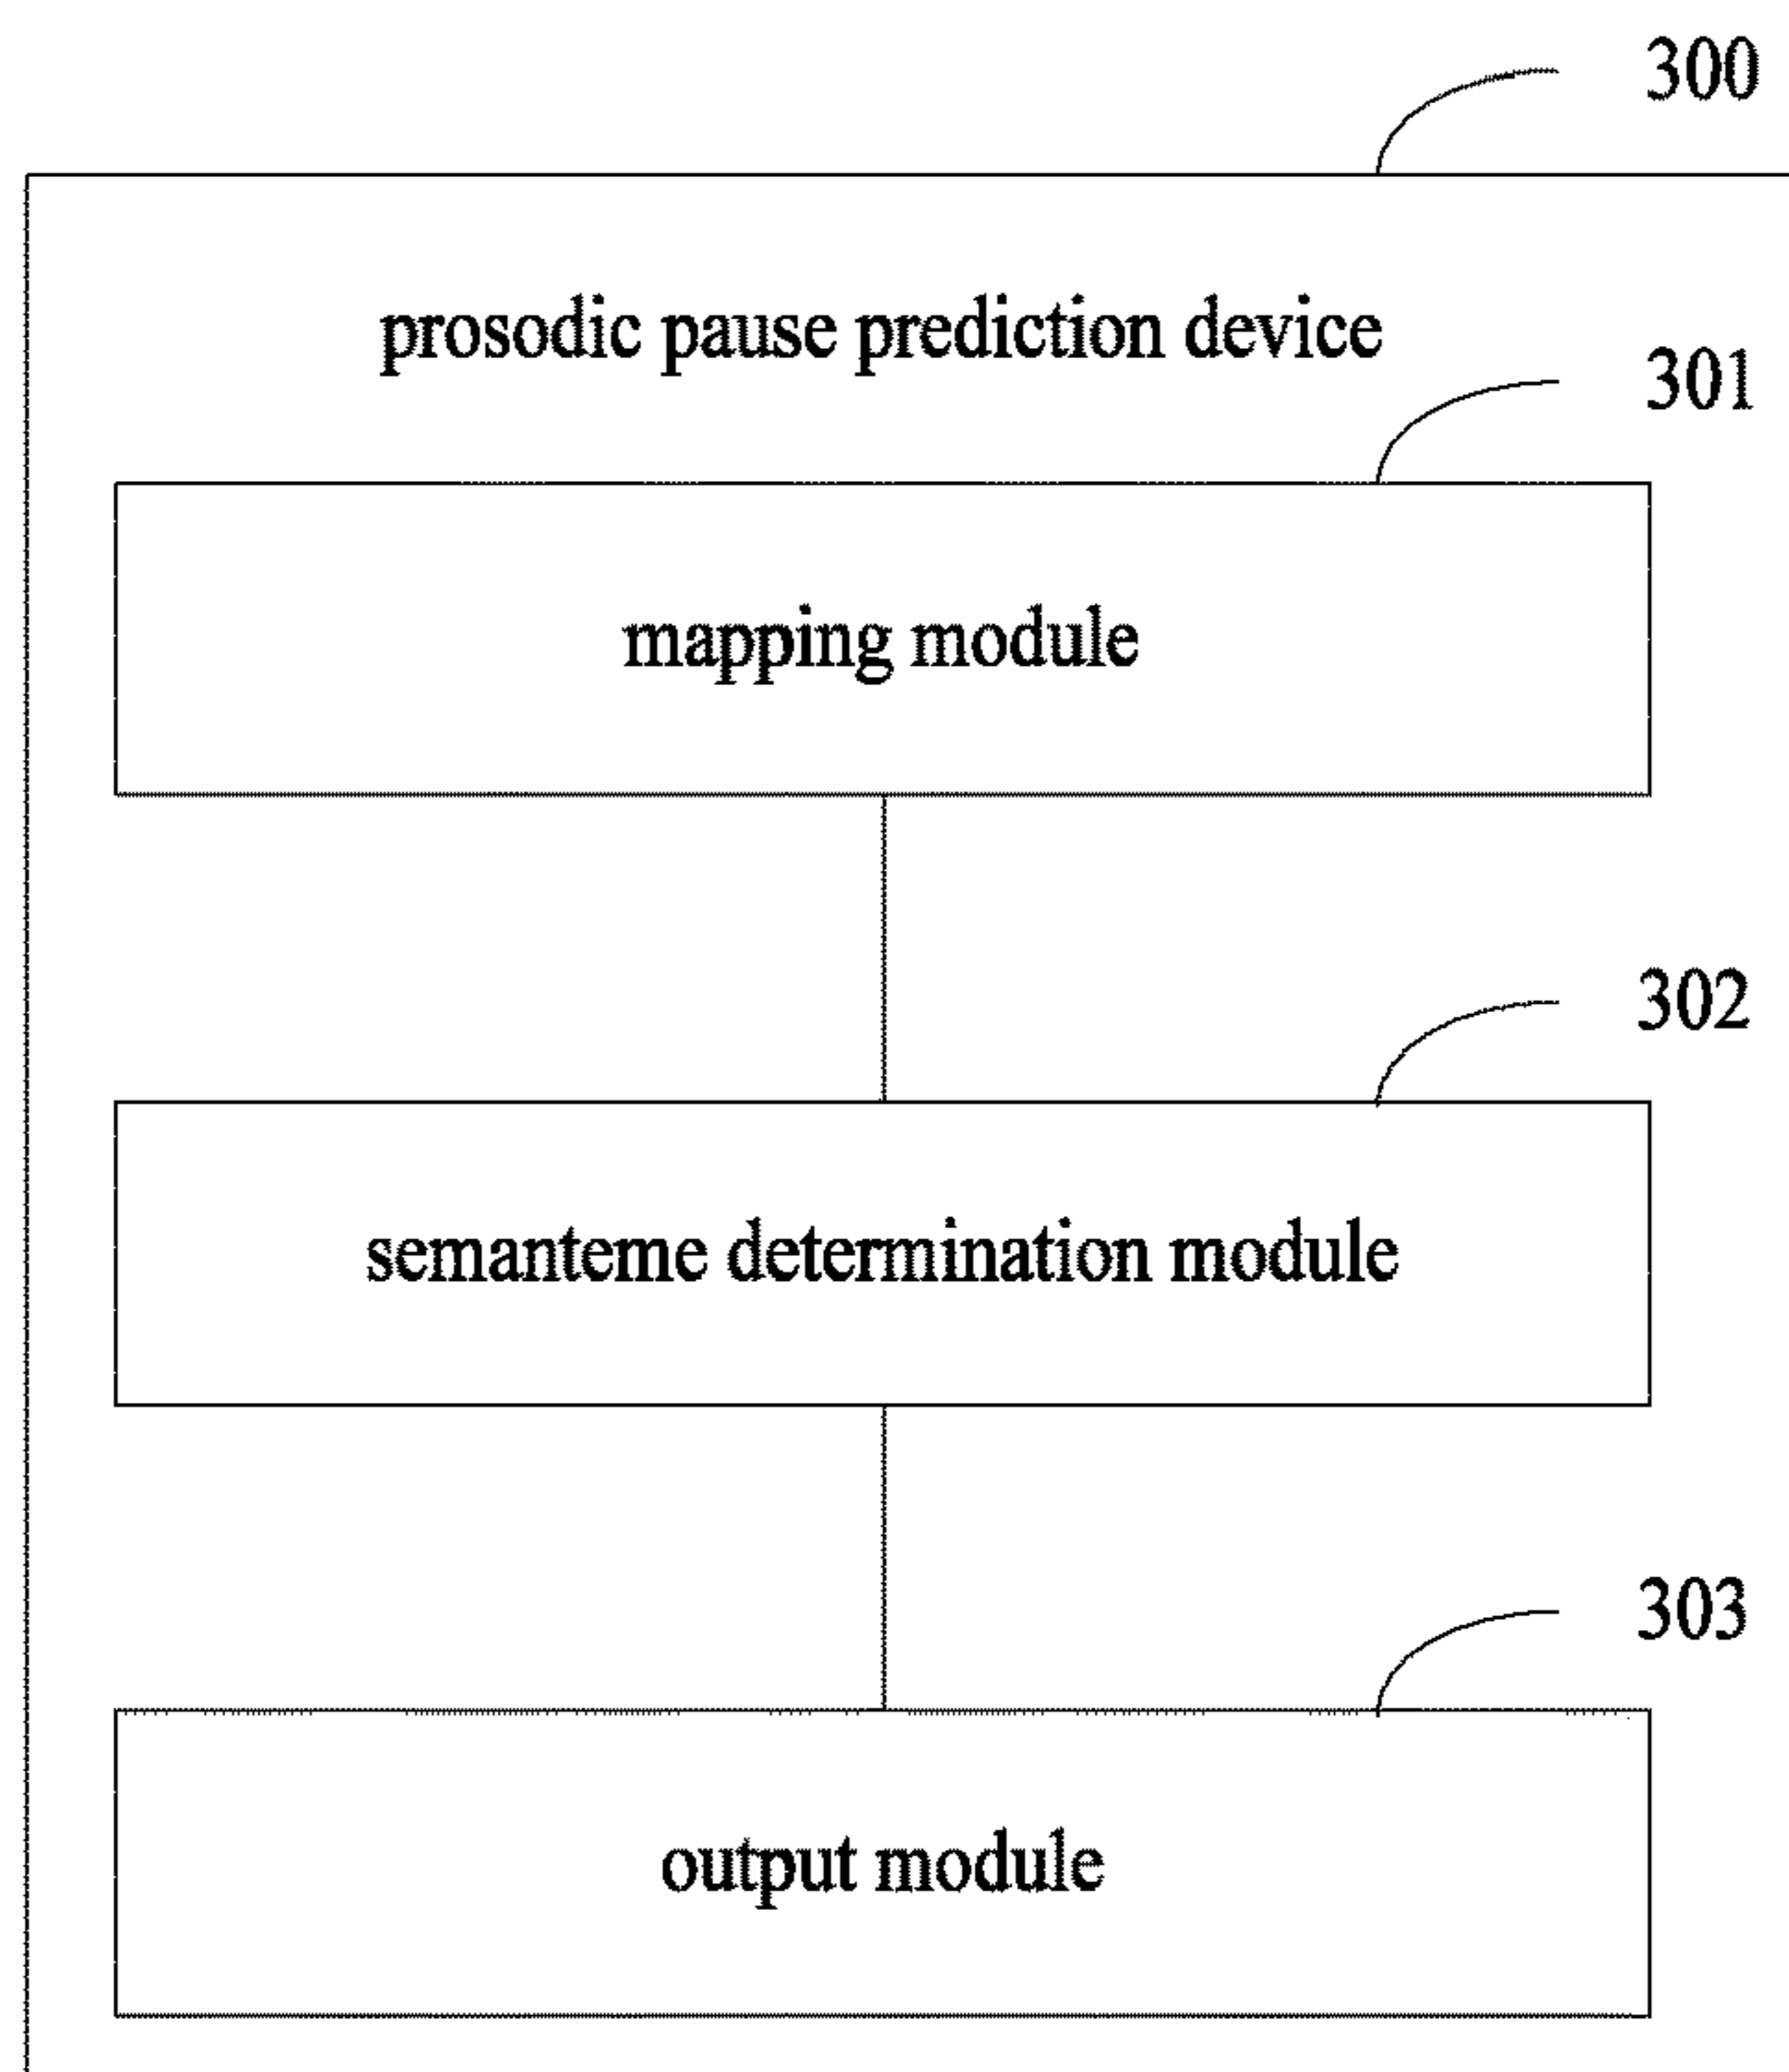 300
prosodic pause prediction device
301
mapping module
302
semanteme determination module
303
output module